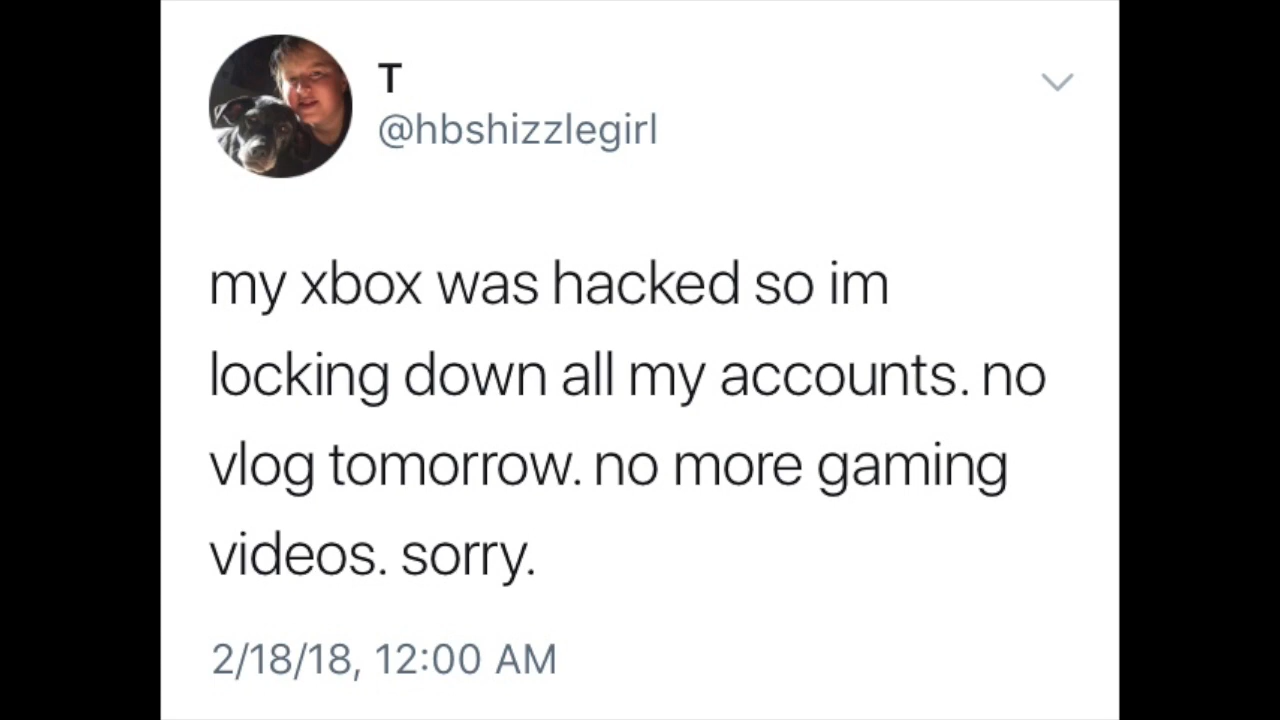 T
@hbshizzlegirl
my xbox was hacked so im
locking down all my accounts. no
vlog tomorrow. no more gaming
videos. sorry.
2/18/18, 12:00 AM